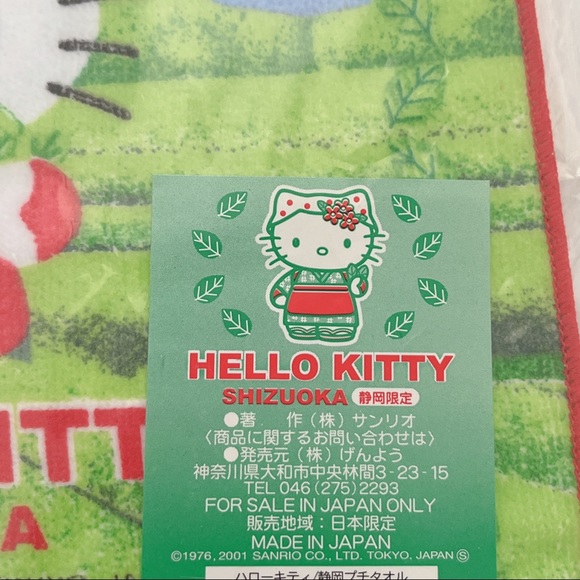 ITT
A
HELLO KITTY
SHIZUOKA 静岡限定
●著 作(株)サンリオ
〈商品に関するお問い合わせは〉
●発売元(株)げんよう
神奈川県大和市中央林間3-23-15
TEL 046(275)2293
FOR SALE IN JAPAN ONLY
販売地域:日本限定
MADE IN JAPAN
©1976, 2001 SANRIO CO., LTD. TOKYO, JAPAN Ⓢ
ハローキティ/静岡プチタオル